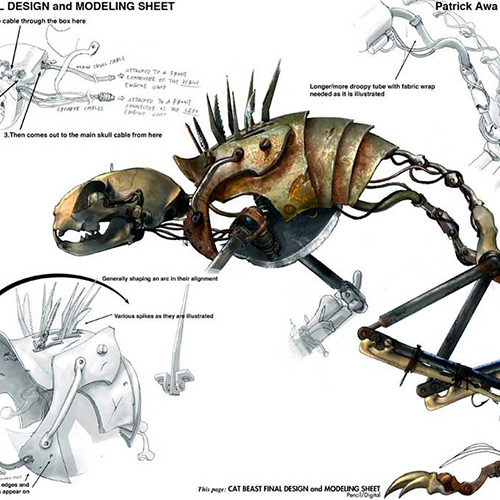 L DESIGN and MODELING SHEET
Patrick Awa
cable through the box here
MAIN SKULL CABLE
ATTACHED TO A FRONT
CONNECTOR OF THE
ENGINE UNIT
ATTACHED TO A FRONT
CONNECTOR OF THE LEFT
ENGINE UNIT
CABLES
3.Then comes out to the main skull cable from here
Longer/more droopy tube with fabric wrap
needed as it is illustrated
Generally shaping an arc in their alignment
Various spikes as they are illustrated
edges and
appear on
This page: CAT BEAST FINAL DESIGN and MODELING SHEET
Pencil/Digital